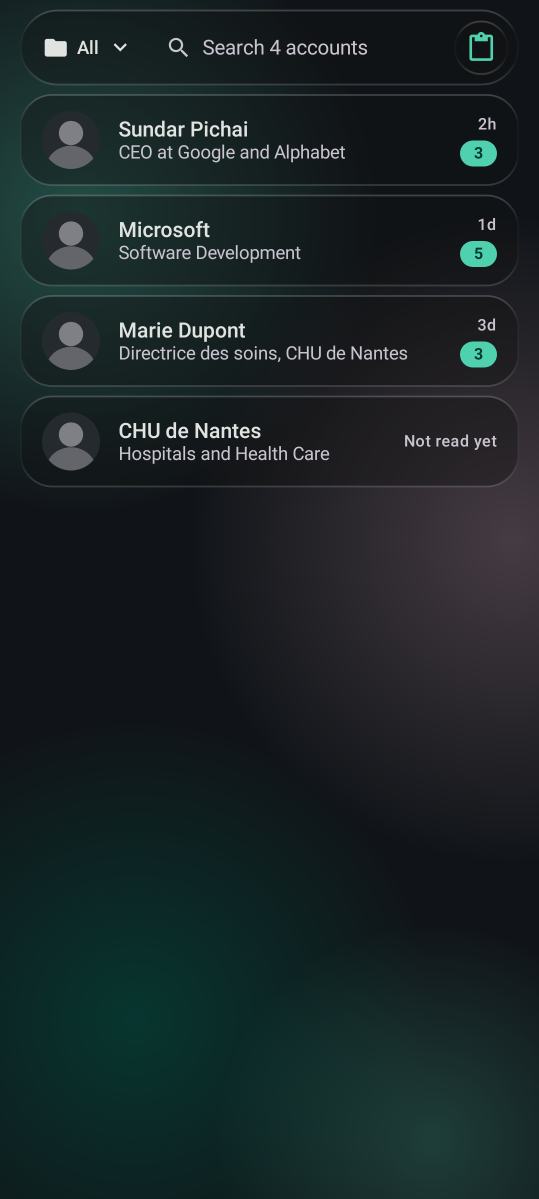 All
Search 4 accounts
Sundar Pichai
2h
CEO at Google and Alphabet
3
Microsoft
1d
Software Development
5
Marie Dupont
3d
Directrice des soins, CHU de Nantes
3
CHU de Nantes
Not read yet
Hospitals and Health Care